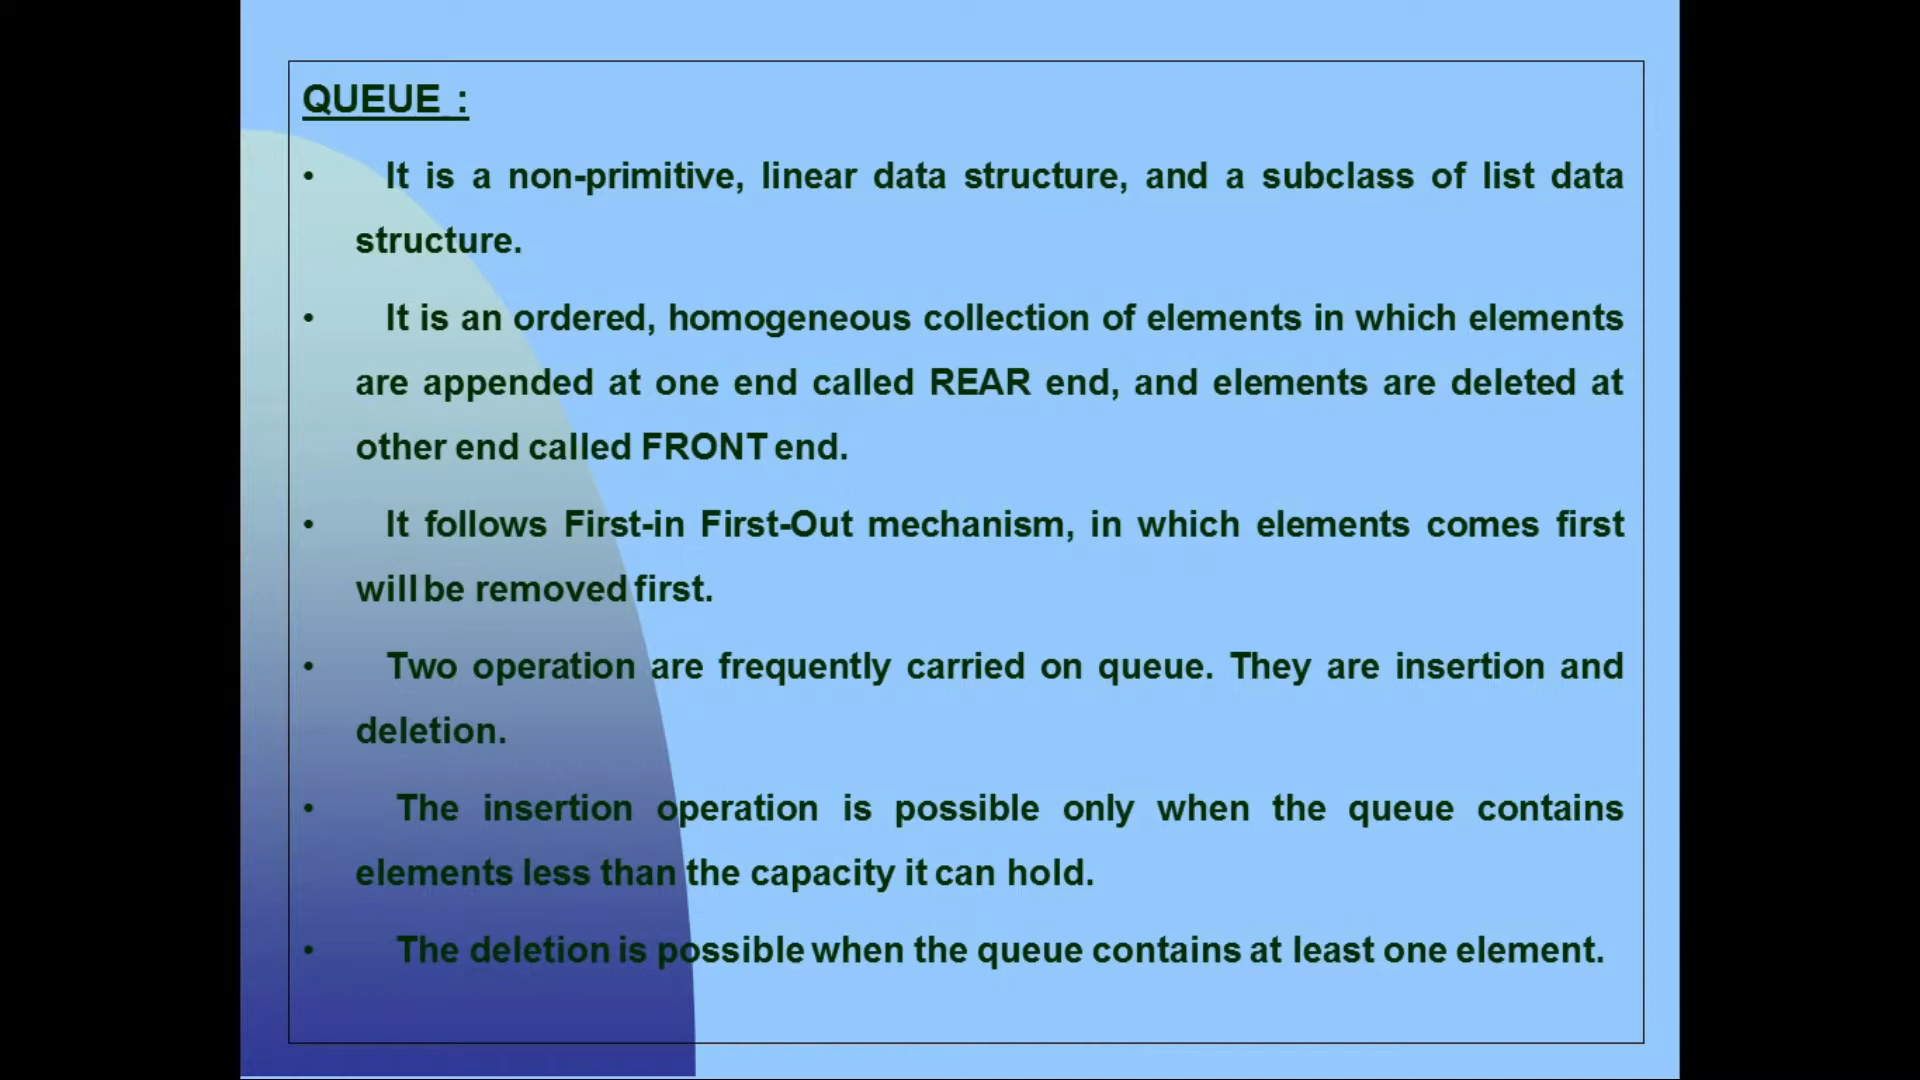 QUEUE :
• It is a non-primitive, linear data structure, and a subclass of list data
structure.
• It is an ordered, homogeneous collection of elements in which elements
are appended at one end called REAR end, and elements are deleted at
other end called FRONT end.
• It follows First-in First-Out mechanism, in which elements comes first
will be removed first.
• Two operation are frequently carried on queue. They are insertion and
deletion.
• The insertion operation is possible only when the queue contains
elements less than the capacity it can hold.
• The deletion is possible when the queue contains at least one element.